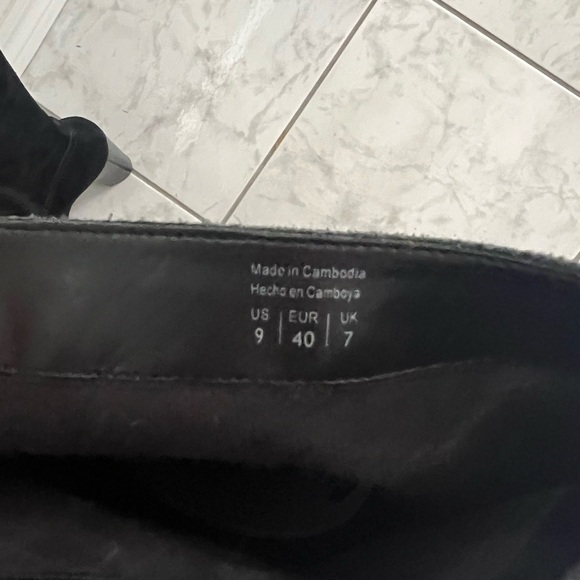 Made in Cambodia
Hecho en Camboya
US | EUR | UK
9 | 40 | 7